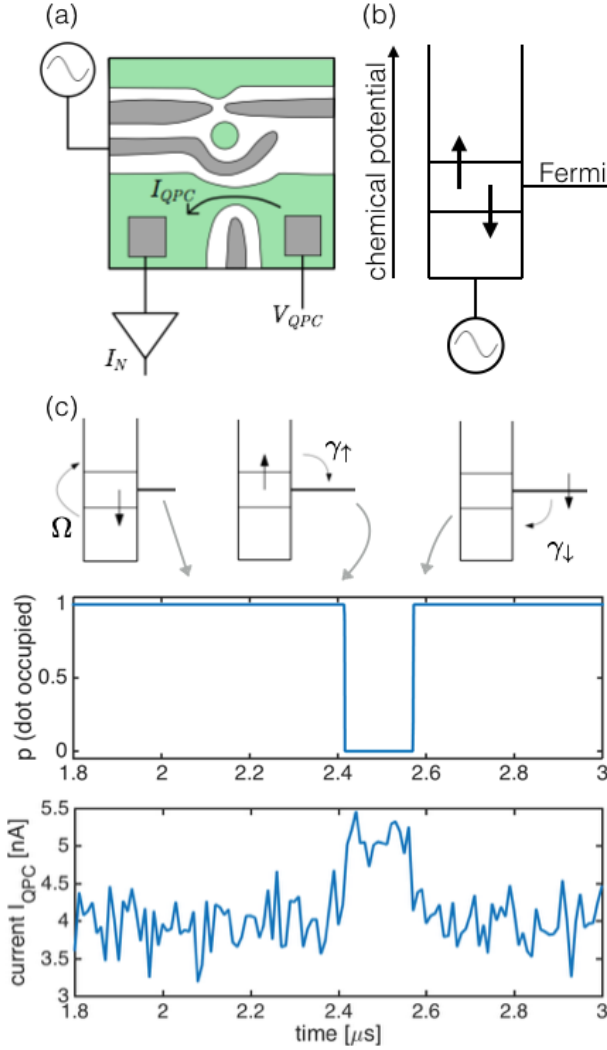 (a)
I_QPC
V_QPC
I_N
(b)
chemical potential
Fermi
(c)
Ω
γ↑
γ↓
p (dot occupied)
1
0.5
0
1.8 2 2.2 2.4 2.6 2.8 3
current I_QPC [nA]
5.5
5
4.5
4
3.5
3
1.8 2 2.2 2.4 2.6 2.8 3
time [μs]